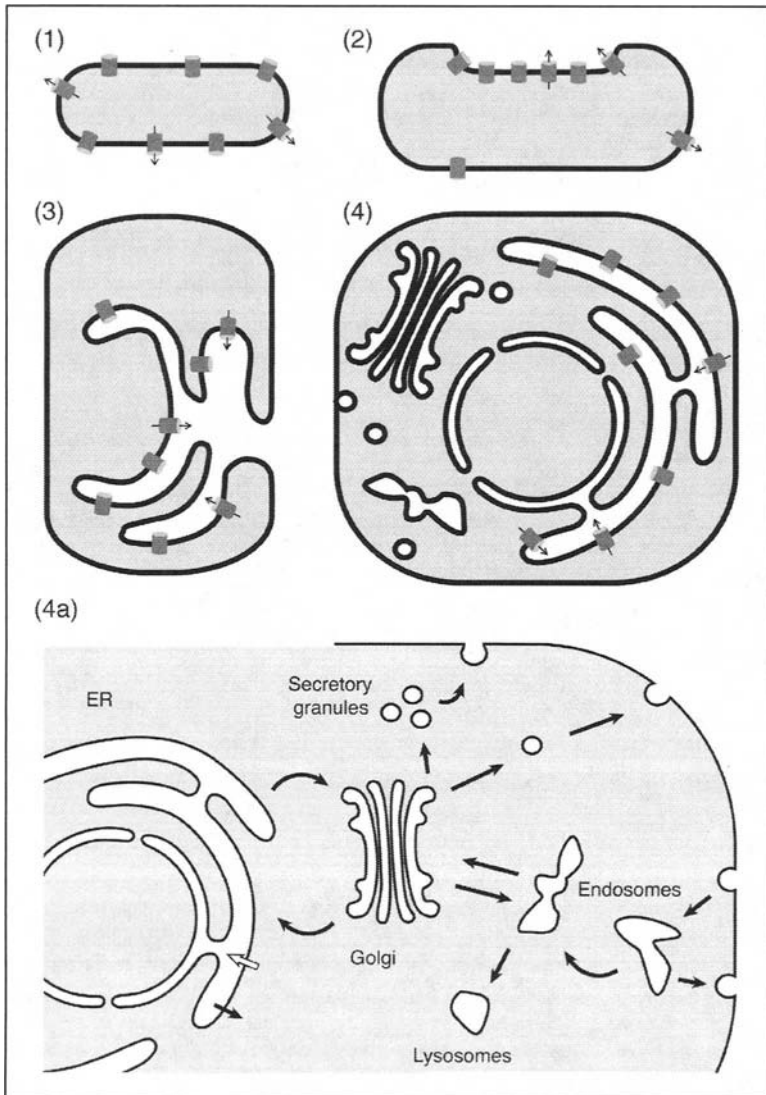 (1)
(2)
(3)
(4)
(4a)
ER
Secretory
granules
Endosomes
Golgi
Lysosomes